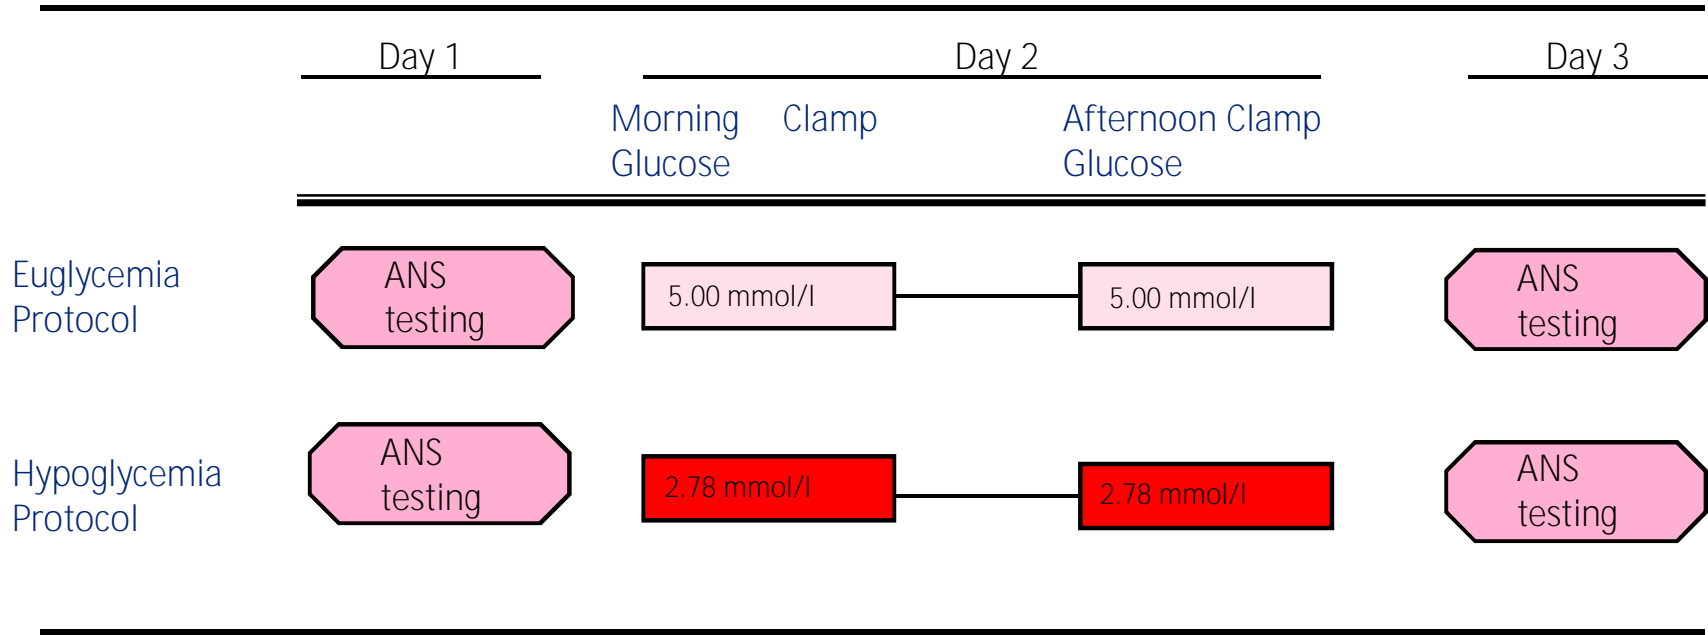 Day 1
Day 2
Day 3
Morning Clamp
Glucose
Afternoon Clamp
Glucose
Euglycemia
Protocol
ANS
testing
5.00 mmol/l
5.00 mmol/l
ANS
testing
Hypoglycemia
Protocol
ANS
testing
2.78 mmol/l
2.78 mmol/l
ANS
testing